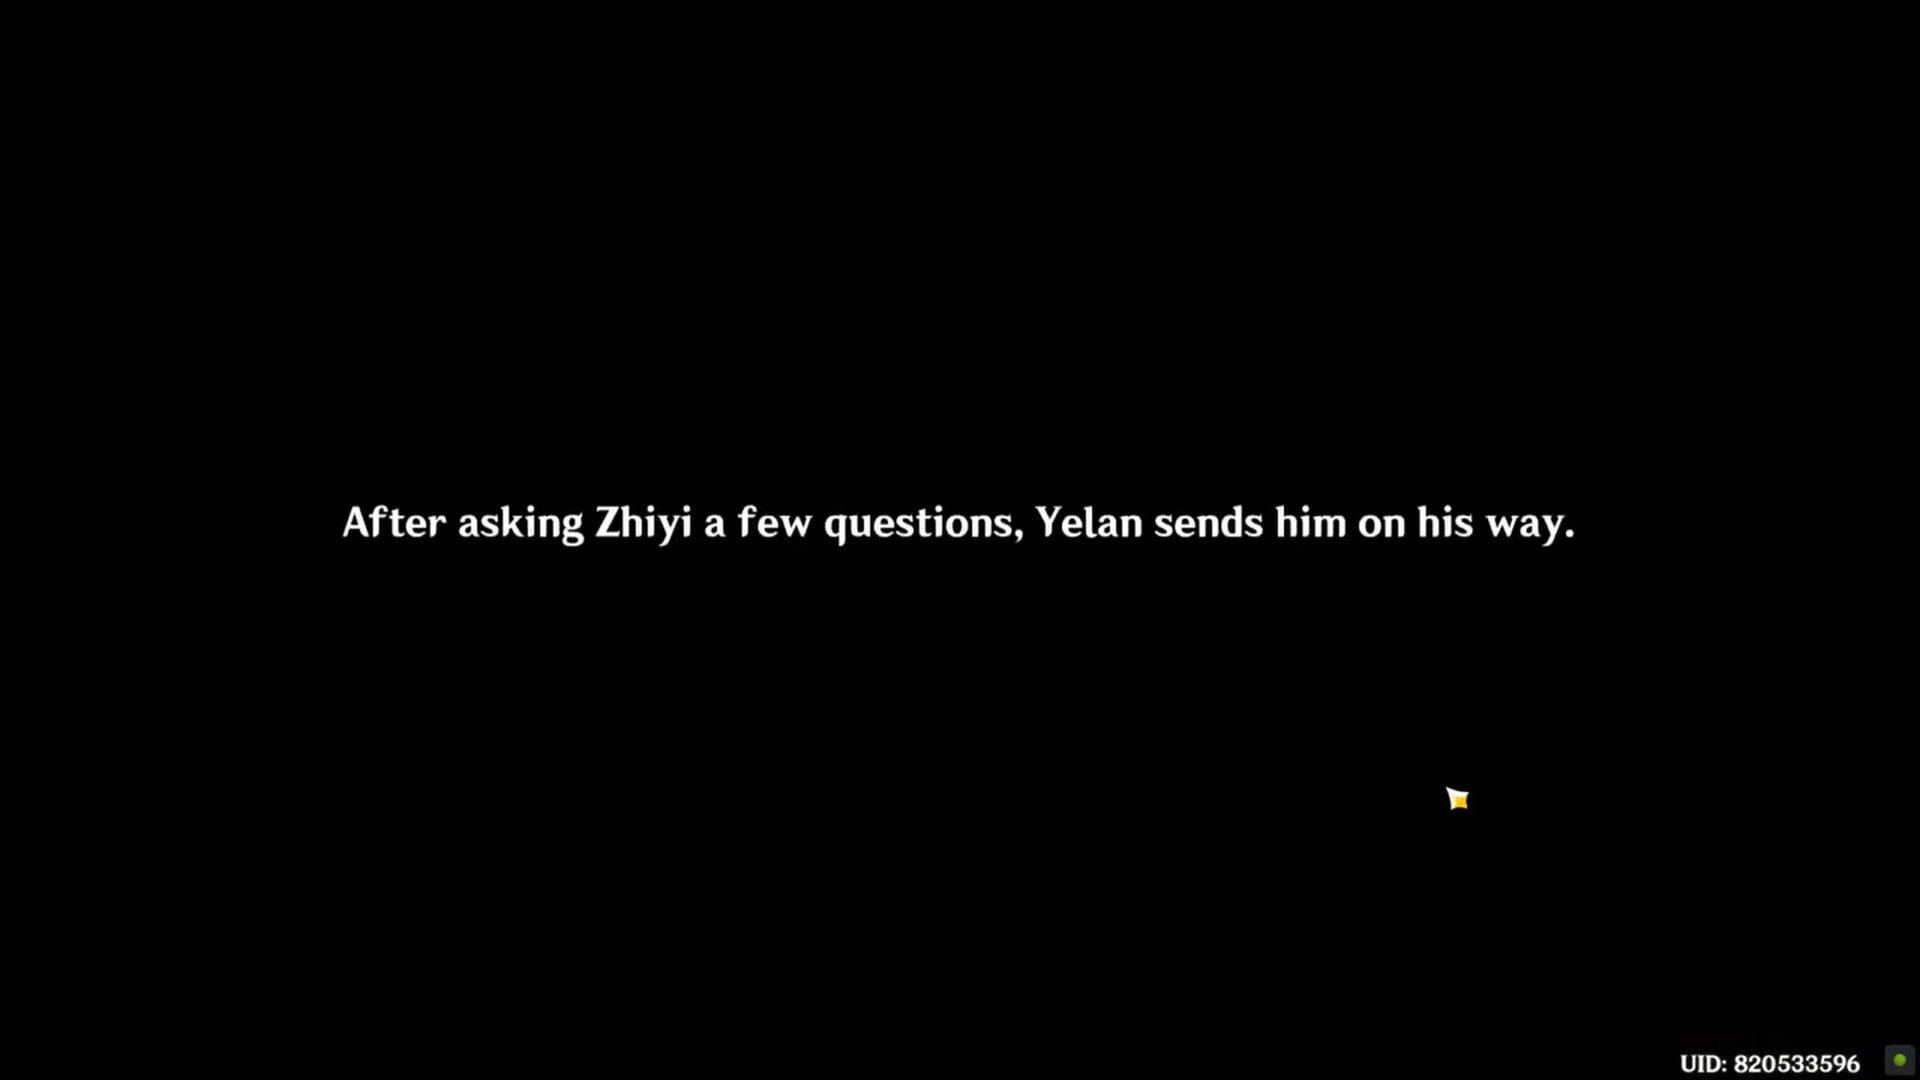 After asking Zhiyi a few questions, Yelan sends him on his way.
UID: 820533596